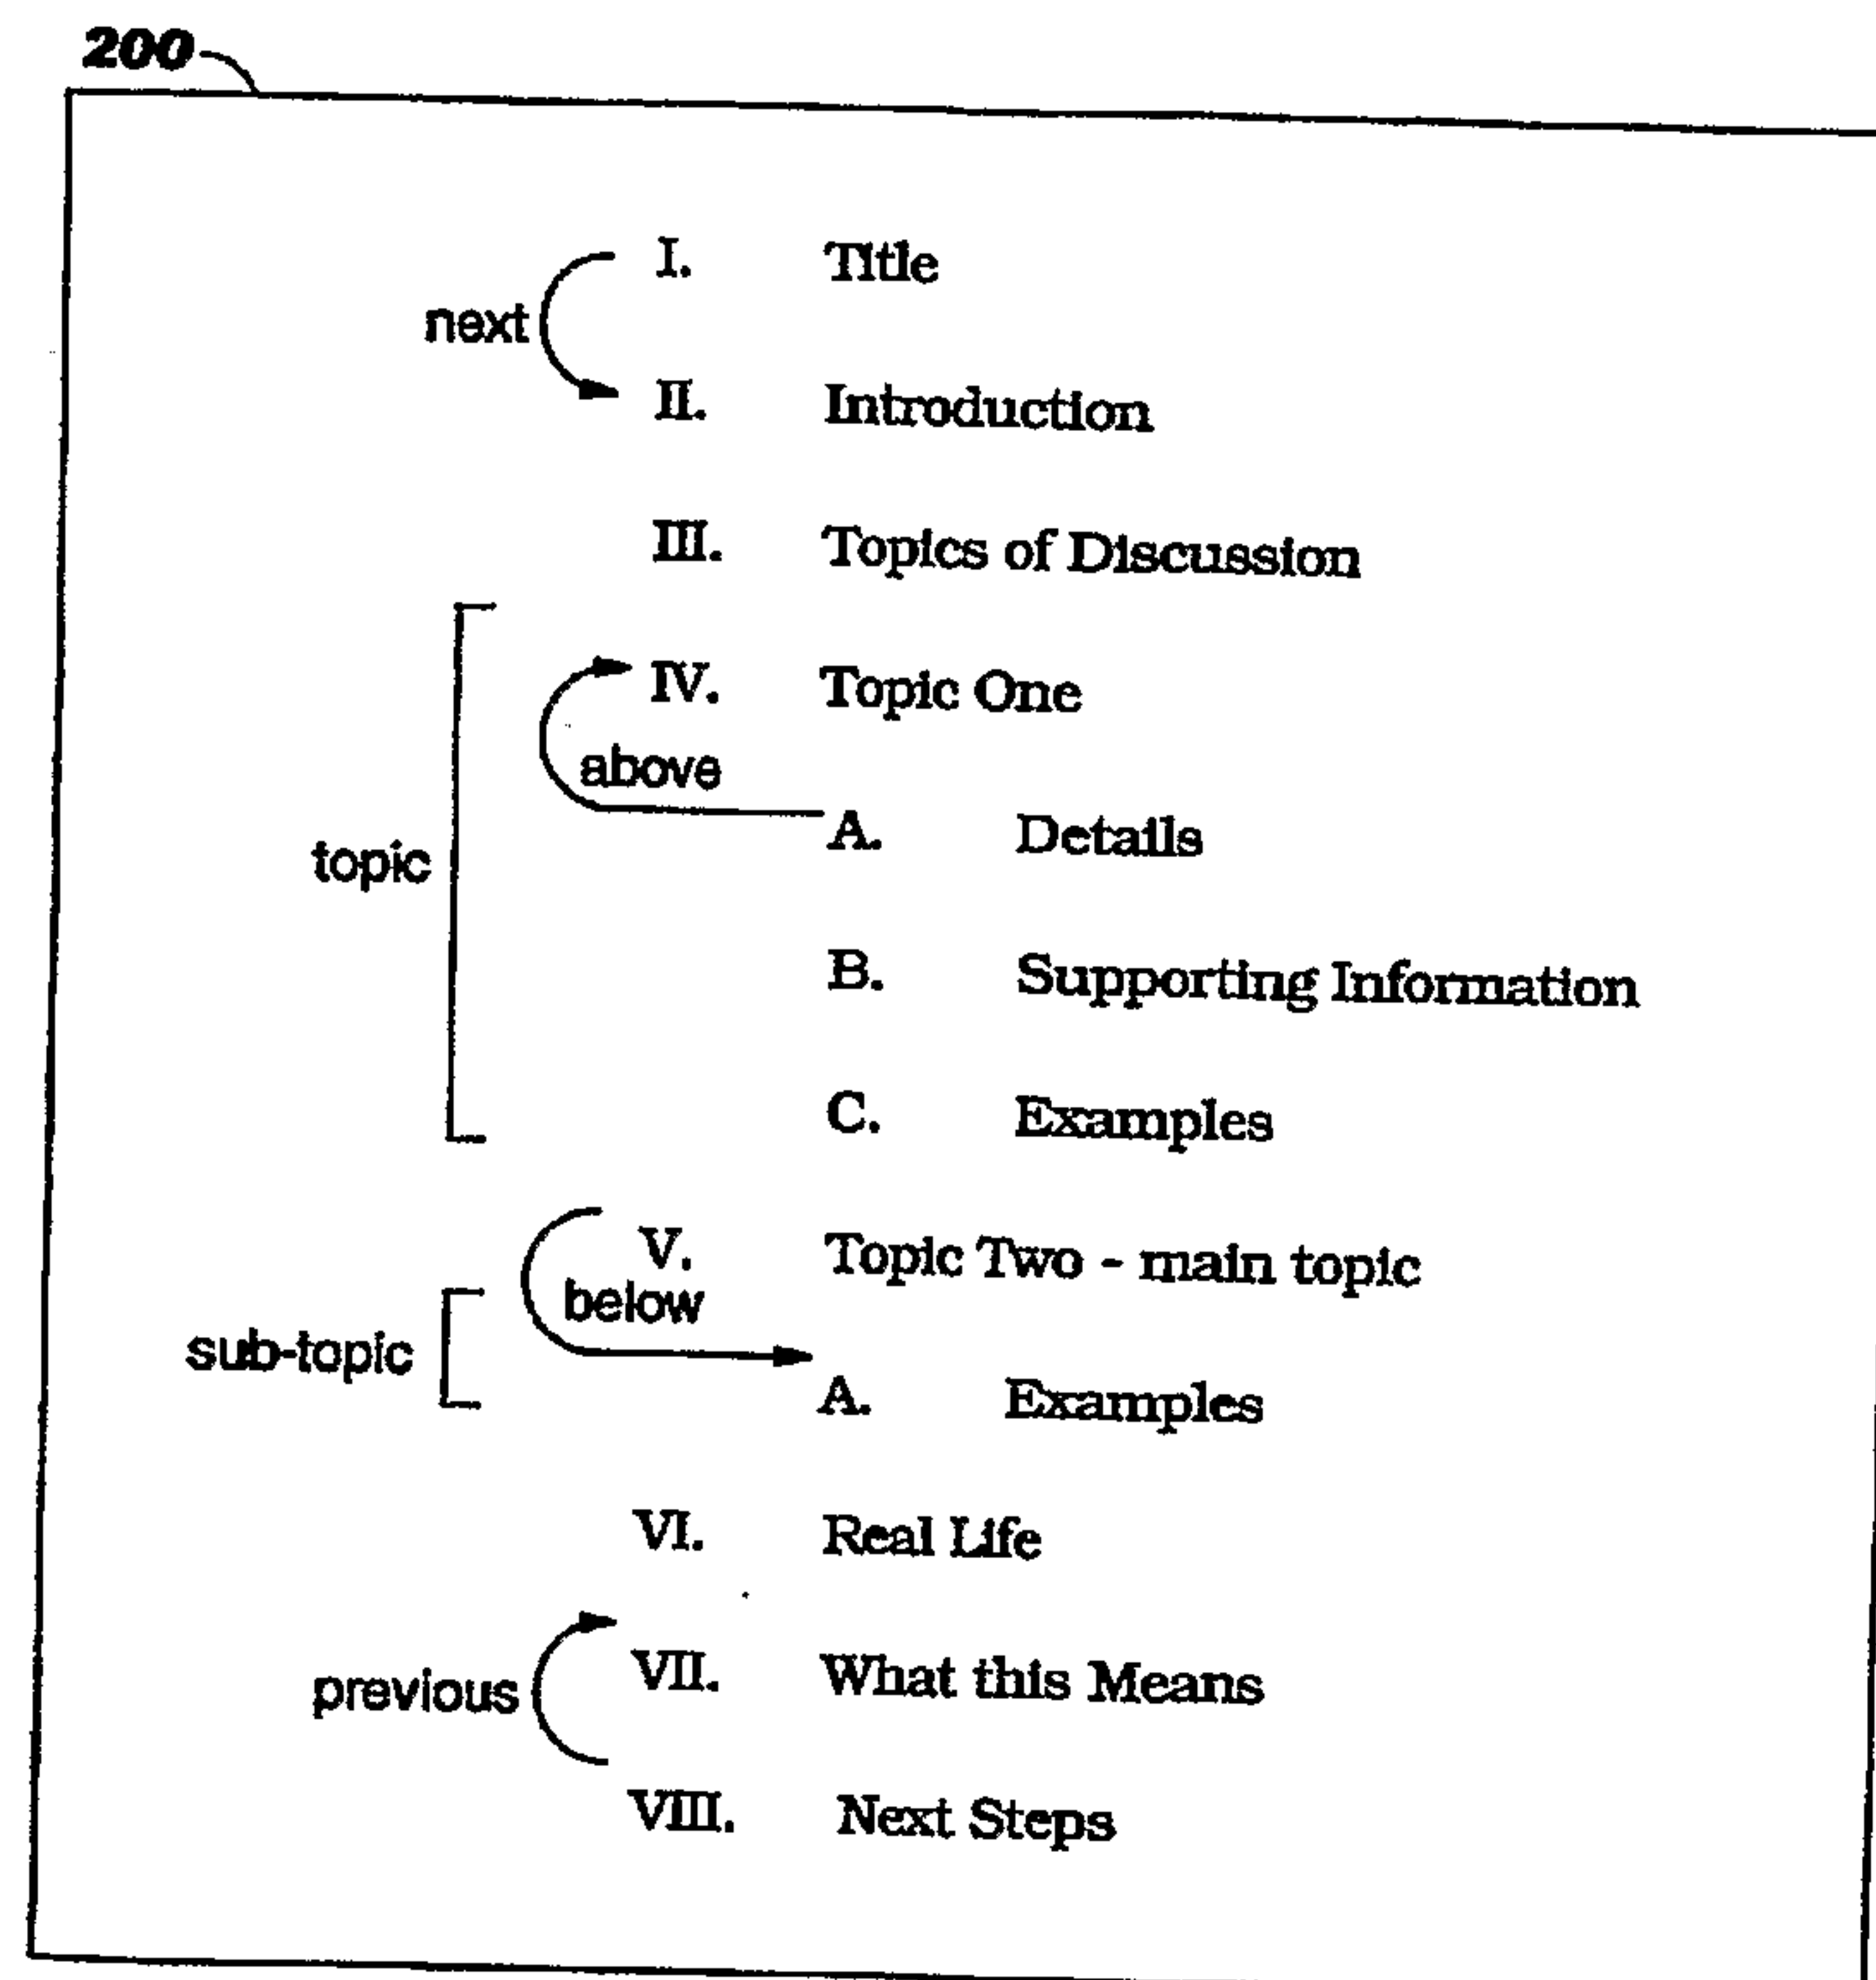 200
I. Title
next
II. Introduction
III. Topics of Discussion
IV. Topic One
above
A. Details
topic
B. Supporting Information
C. Examples
V. Topic Two - main topic
below
sub-topic
A. Examples
VI. Real Life
VII. What this Means
previous
VIII. Next Steps